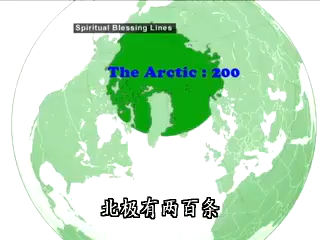 Spiritual Blessing Lines
The Arctic : 200
北极有两百条